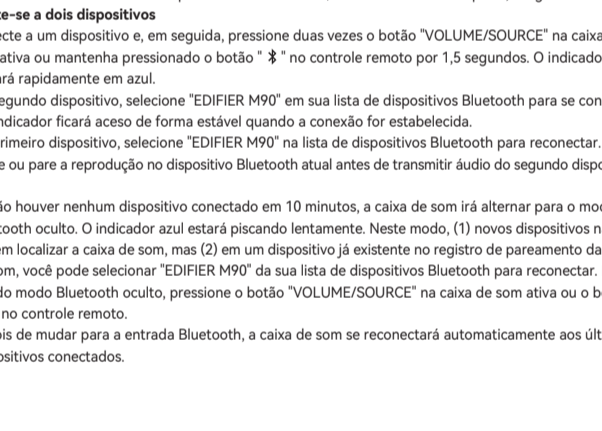 te-se a dois dispositivos
ecte a um dispositivo e, em seguida, pressione duas vezes o botão "VOLUME/SOURCE" na caixa
ativa ou mantenha pressionado o botão " " no controle remoto por 1,5 segundos. O indicado
ará rapidamente em azul.
egundo dispositivo, selecione "EDIFIER M90" em sua lista de dispositivos Bluetooth para se con
ndicador ficará aceso de forma estável quando a conexão for estabelecida.
rimeiro dispositivo, selecione "EDIFIER M90" na lista de dispositivos Bluetooth para reconectar.
e ou pare a reprodução no dispositivo Bluetooth atual antes de transmitir áudio do segundo dispo
ão houver nenhum dispositivo conectado em 10 minutos, a caixa de som irá alternar para o mod
tooth oculto. O indicador azul estará piscando lentamente. Neste modo, (1) novos dispositivos n
em localizar a caixa de som, mas (2) em um dispositivo já existente no registro de pareamento da
om, você pode selecionar "EDIFIER M90" da sua lista de dispositivos Bluetooth para reconectar.
do modo Bluetooth oculto, pressione o botão "VOLUME/SOURCE" na caixa de som ativa ou o b
no controle remoto.
ois de mudar para a entrada Bluetooth, a caixa de som se reconectará automaticamente aos últ
ositivos conectados.